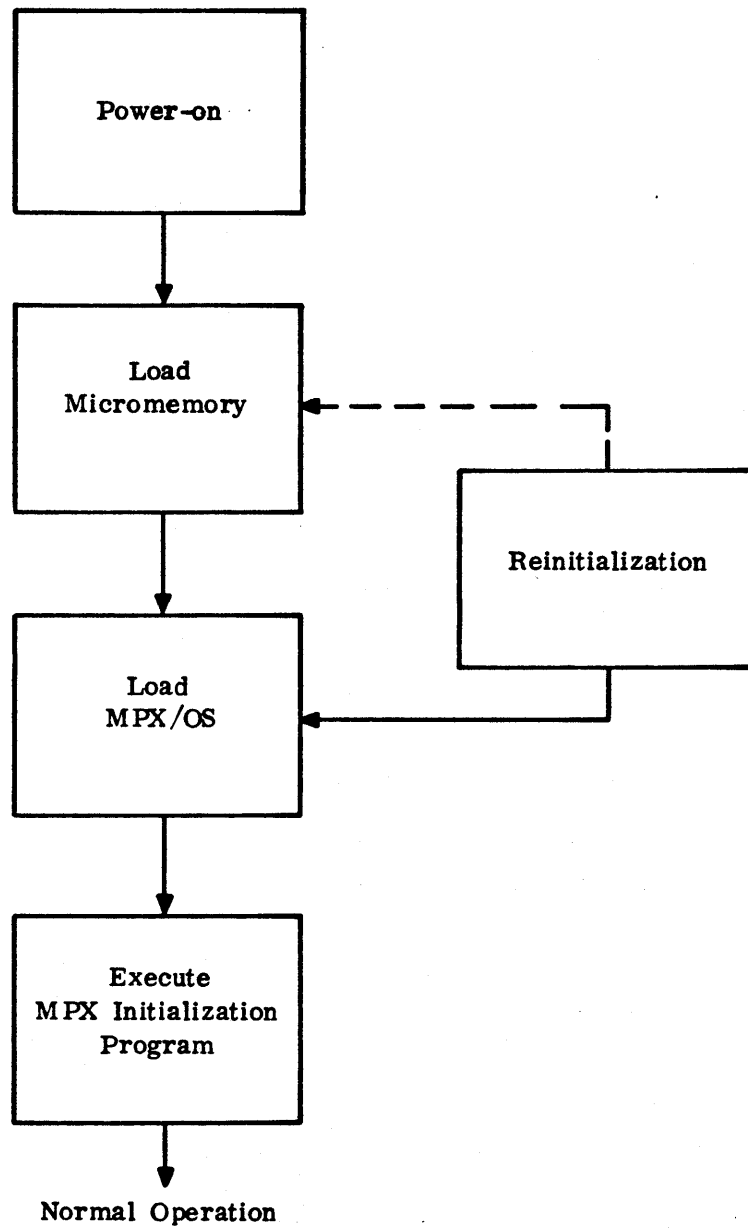 Power-on
Load
Micromemory
Reinitialization
Load
MPX/OS
Execute
MPX Initialization
Program
Normal Operation